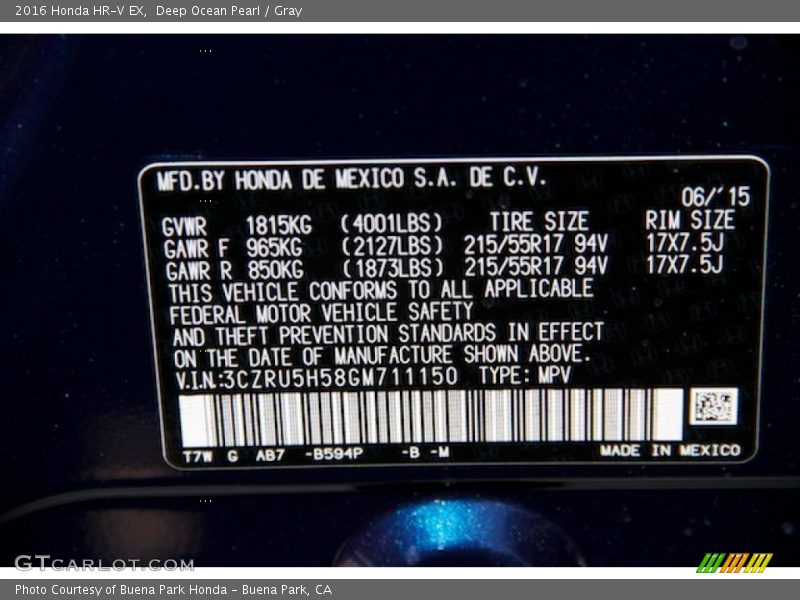 2016 Honda HR-V EX, Deep Ocean Pearl / Gray
MFD.BY HONDA DE MEXICO S.A. DE C.V.
06/'15
GVWR 1815KG (4001LBS) TIRE SIZE RIM SIZE
GAWR F 965KG (2127LBS) 215/55R17 94V 17X7.5J
GAWR R 850KG (1873LBS) 215/55R17 94V 17X7.5J
THIS VEHICLE CONFORMS TO ALL APPLICABLE
FEDERAL MOTOR VEHICLE SAFETY
AND THEFT PREVENTION STANDARDS IN EFFECT
ON THE DATE OF MANUFACTURE SHOWN ABOVE.
V.I.N.:3CZRU5H58GM711150 TYPE: MPV
T7W G AB7 -B594P -B -M MADE IN MEXICO
GTCARLOT.COM
Photo Courtesy of Buena Park Honda - Buena Park, CA